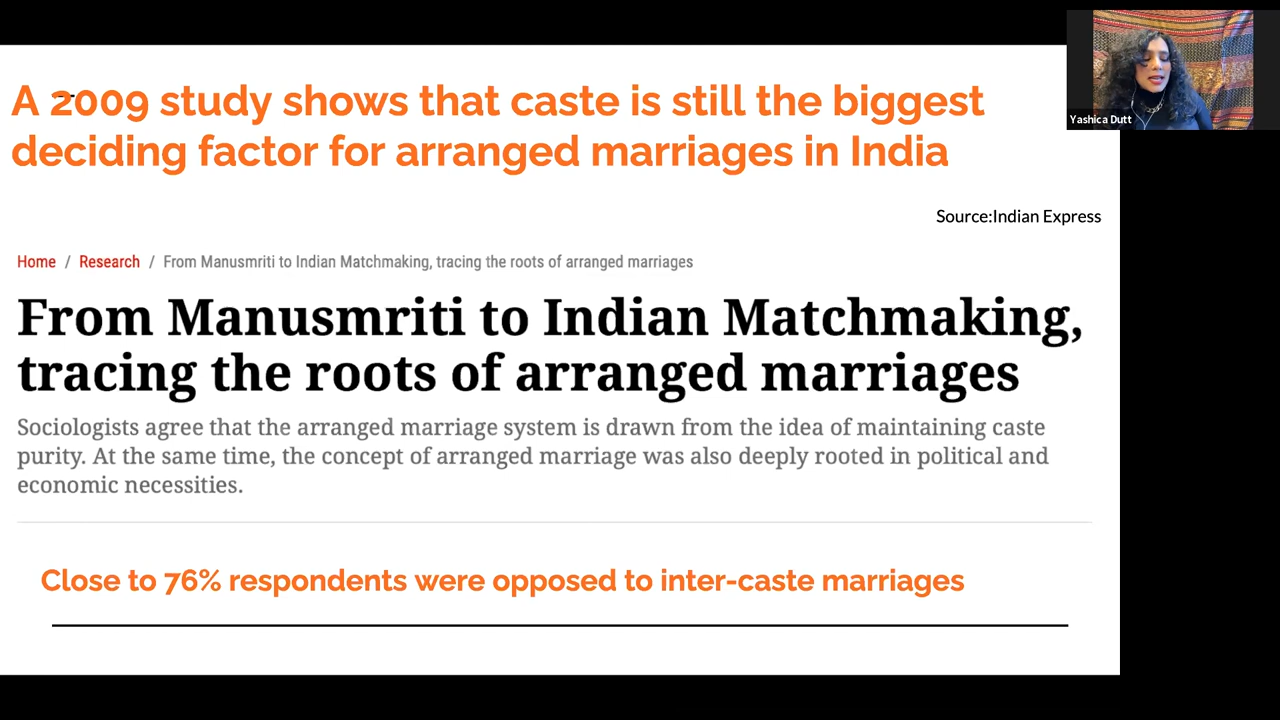 A 2009 study shows that caste is still the biggest
deciding factor for arranged marriages in India
Yashica Dutt
Source:Indian Express
Home / Research / From Manusmriti to Indian Matchmaking, tracing the roots of arranged marriages
From Manusmriti to Indian Matchmaking,
tracing the roots of arranged marriages
Sociologists agree that the arranged marriage system is drawn from the idea of maintaining caste
purity. At the same time, the concept of arranged marriage was also deeply rooted in political and
economic necessities.
Close to 76% respondents were opposed to inter-caste marriages